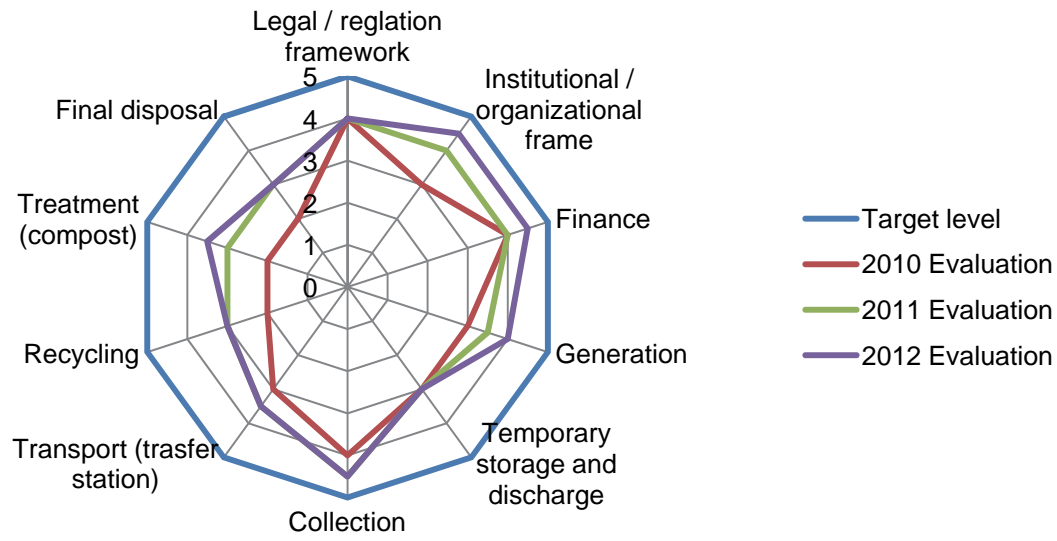 Legal / reglation
framework
Institutional /
organizational
frame
Finance
Generation
Temporary
storage and
discharge
Collection
Transport (trasfer
station)
Recycling
Treatment
(compost)
Final disposal
5
4
3
2
1
0
Target level
2010 Evaluation
2011 Evaluation
2012 Evaluation